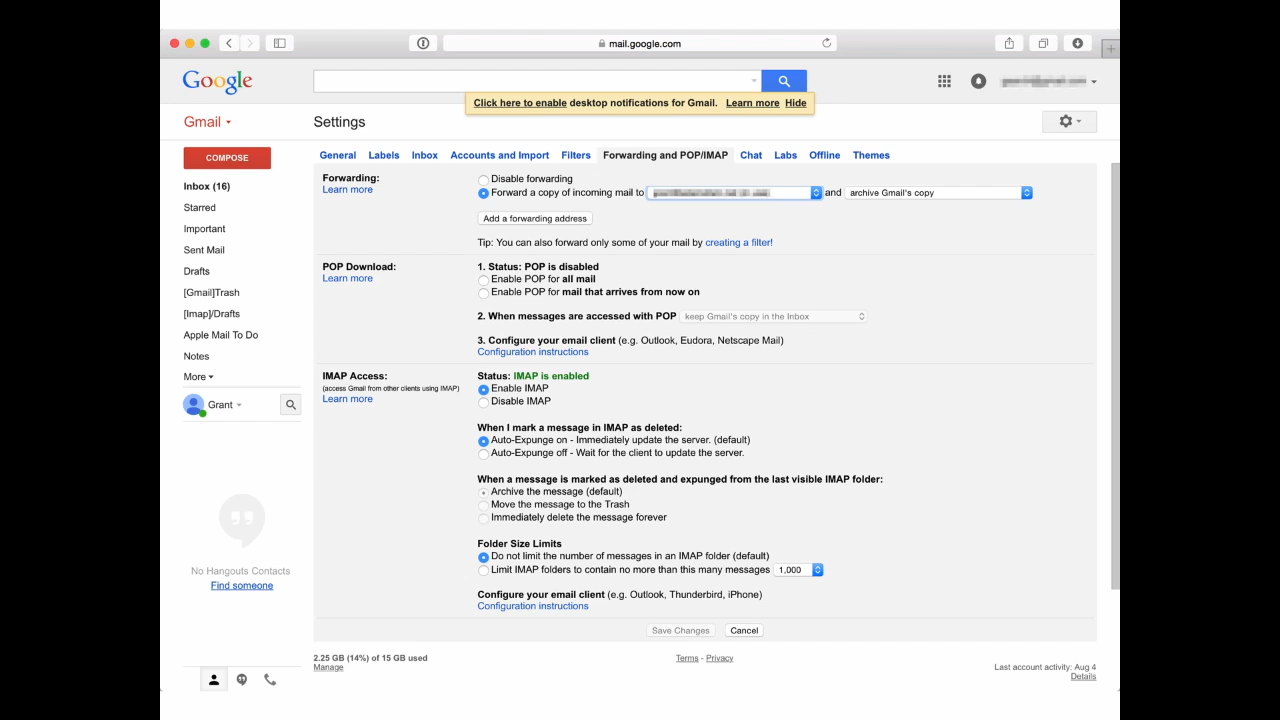 mail.google.com
Google
Click here to enable desktop notifications for Gmail. Learn more Hide
Gmail
Settings
COMPOSE
Inbox (16)
Starred
Important
Sent Mail
Drafts
[Gmail]Trash
[Imap]/Drafts
Apple Mail To Do
Notes
More
Grant
No Hangouts Contacts
Find someone
General Labels Inbox Accounts and Import Filters Forwarding and POP/IMAP Chat Labs Offline Themes
Forwarding:
Learn more
Disable forwarding
Forward a copy of incoming mail to and archive Gmail's copy
Add a forwarding address
Tip: You can also forward only some of your mail by creating a filter!
POP Download:
Learn more
1. Status: POP is disabled
Enable POP for all mail
Enable POP for mail that arrives from now on
2. When messages are accessed with POP keep Gmail's copy in the Inbox
3. Configure your email client (e.g. Outlook, Eudora, Netscape Mail)
Configuration instructions
IMAP Access:
(access Gmail from other clients using IMAP)
Learn more
Status: IMAP is enabled
Enable IMAP
Disable IMAP
When I mark a message in IMAP as deleted:
Auto-Expunge on - Immediately update the server. (default)
Auto-Expunge off - Wait for the client to update the server.
When a message is marked as deleted and expunged from the last visible IMAP folder:
Archive the message (default)
Move the message to the Trash
Immediately delete the message forever
Folder Size Limits
Do not limit the number of messages in an IMAP folder (default)
Limit IMAP folders to contain no more than this many messages 1,000
Configure your email client (e.g. Outlook, Thunderbird, iPhone)
Configuration instructions
Save Changes Cancel
2.25 GB (14%) of 15 GB used
Manage
Terms - Privacy
Last account activity: Aug 4
Details